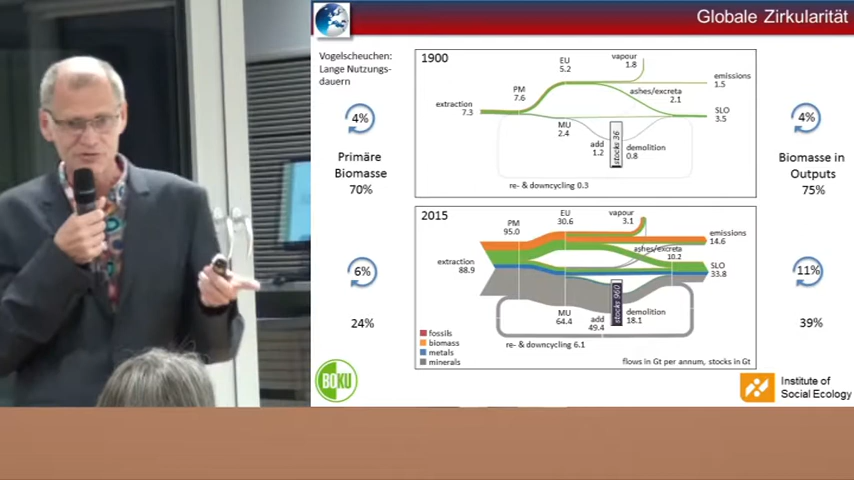 Globale Zirkularität
Vogelscheuchen:
Lange Nutzungs-
dauern
4%
Primäre
Biomasse
70%
6%
24%
1900
extraction
7.3
PM
7.6
EU
5.2
vapour
1.8
emissions
1.5
ashes/excreta
2.1
SLO
3.5
MU
2.4
add
1.2
stocks 36
demolition
0.8
re- & downcycling 0.3
2015
extraction
88.9
PM
95.0
EU
30.6
vapour
3.1
emissions
14.6
ashes/excreta
10.2
SLO
33.8
MU
64.4
add
49.4
stocks 960
demolition
18.1
re- & downcycling 6.1
fossils
biomass
metals
minerals
flows in Gt per annum, stocks in Gt
4%
Biomasse in
Outputs
75%
11%
39%
BOKU
Institute of
Social Ecology